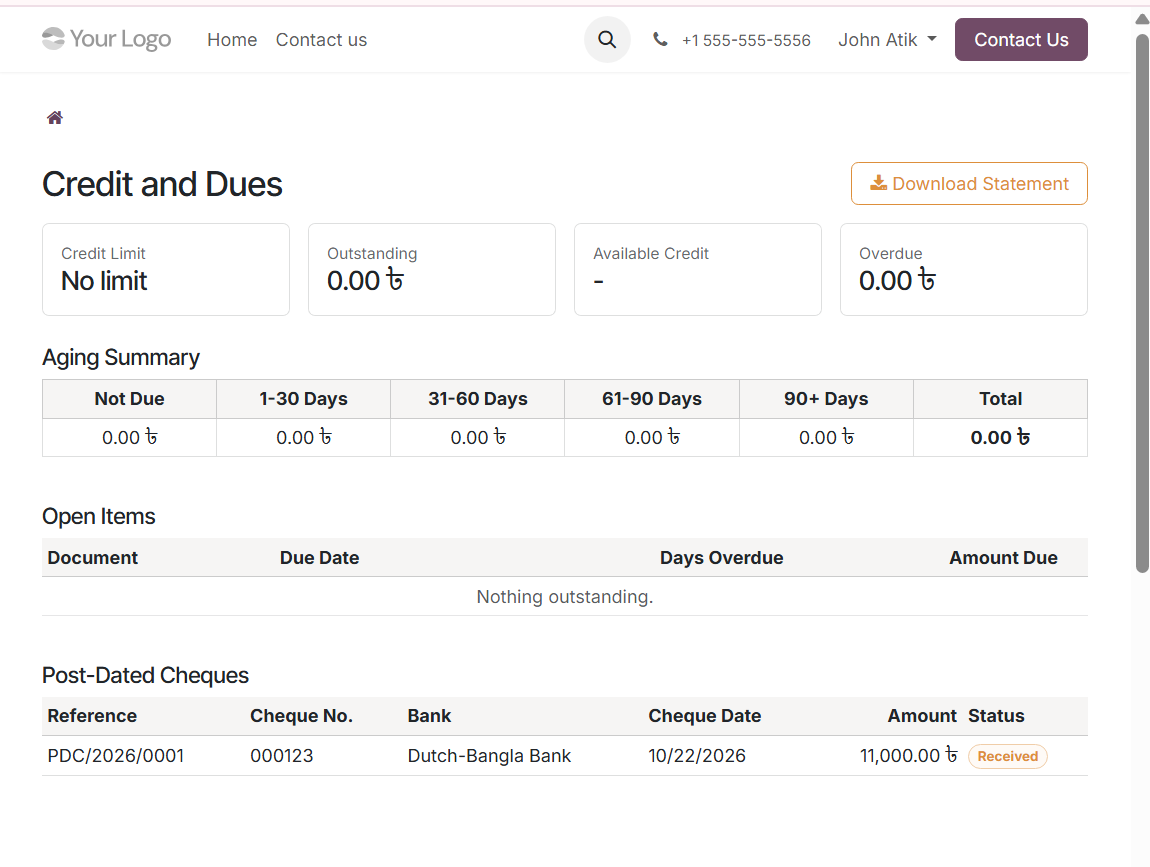 Your Logo Home Contact us +1 555-555-5556 John Atik Contact Us
Credit and Dues Download Statement
Credit Limit Outstanding Available Credit Overdue
No limit 0.00 ৳ - 0.00 ৳
Aging Summary
Not Due 1-30 Days 31-60 Days 61-90 Days 90+ Days Total
0.00 ৳ 0.00 ৳ 0.00 ৳ 0.00 ৳ 0.00 ৳ 0.00 ৳
Open Items
Document Due Date Days Overdue Amount Due
Nothing outstanding.
Post-Dated Cheques
Reference Cheque No. Bank Cheque Date Amount Status
PDC/2026/0001 000123 Dutch-Bangla Bank 10/22/2026 11,000.00 ৳ Received